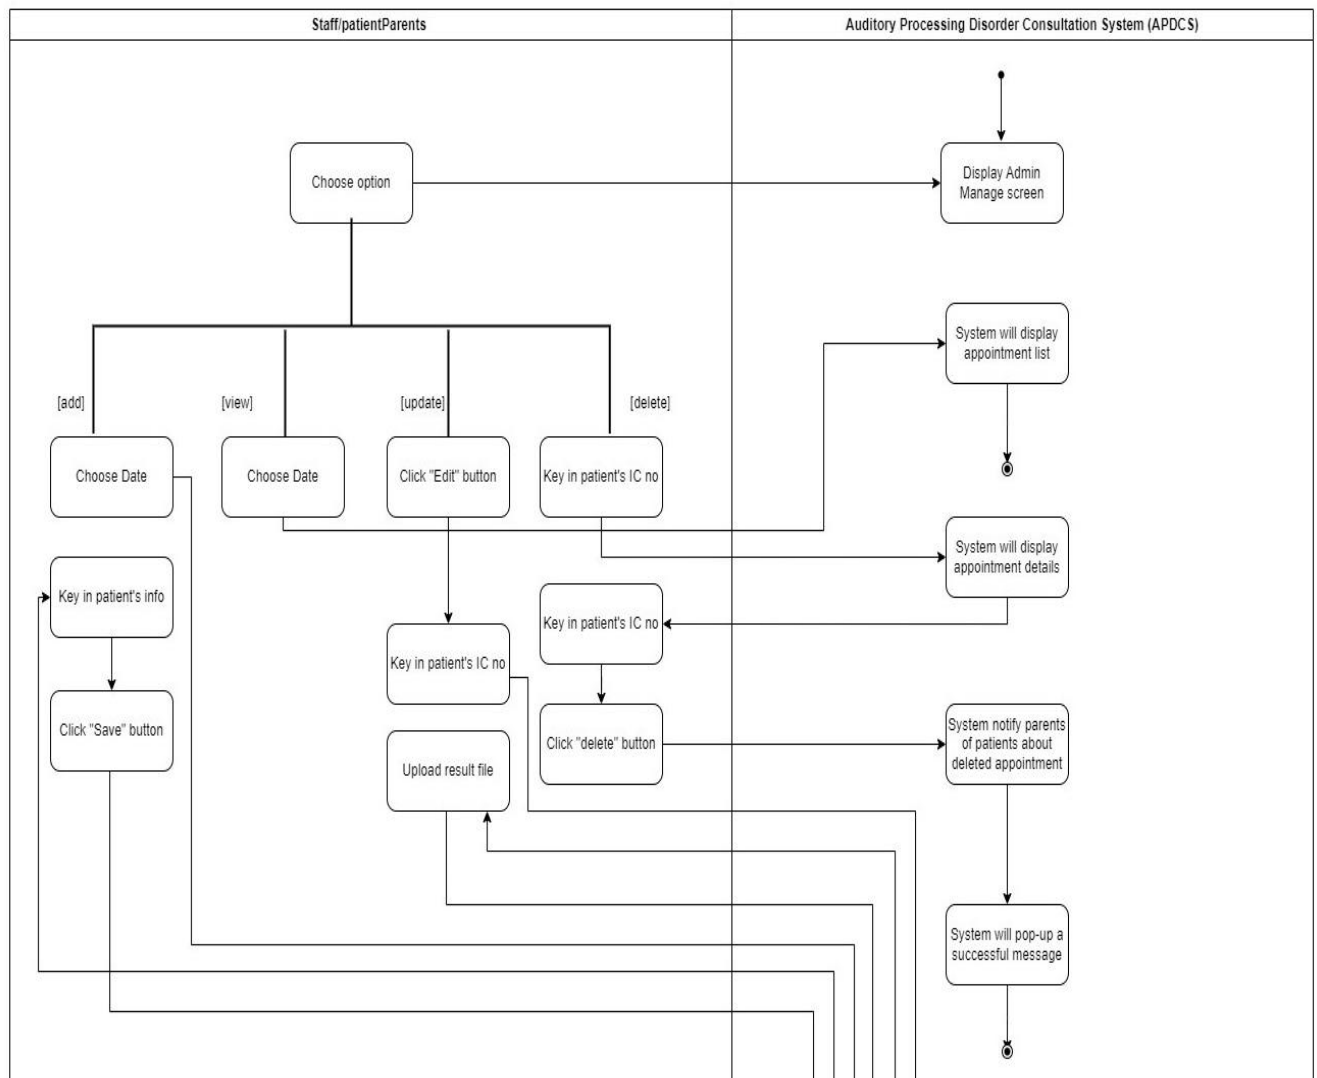 Staff/patientParents
Auditory Processing Disorder Consultation System (APDCS)
Choose option
Display Admin
Manage screen
System will display
appointment list
[add]
[view]
[update]
[delete]
Choose Date
Choose Date
Click "Edit" button
Key in patient's IC no
System will display
appointment details
Key in patient's info
Key in patient's IC no
Key in patient's IC no
Click "Save" button
Upload result file
Click "delete" button
System notify parents
of patients about
deleted appointment
System will pop-up a
successful message